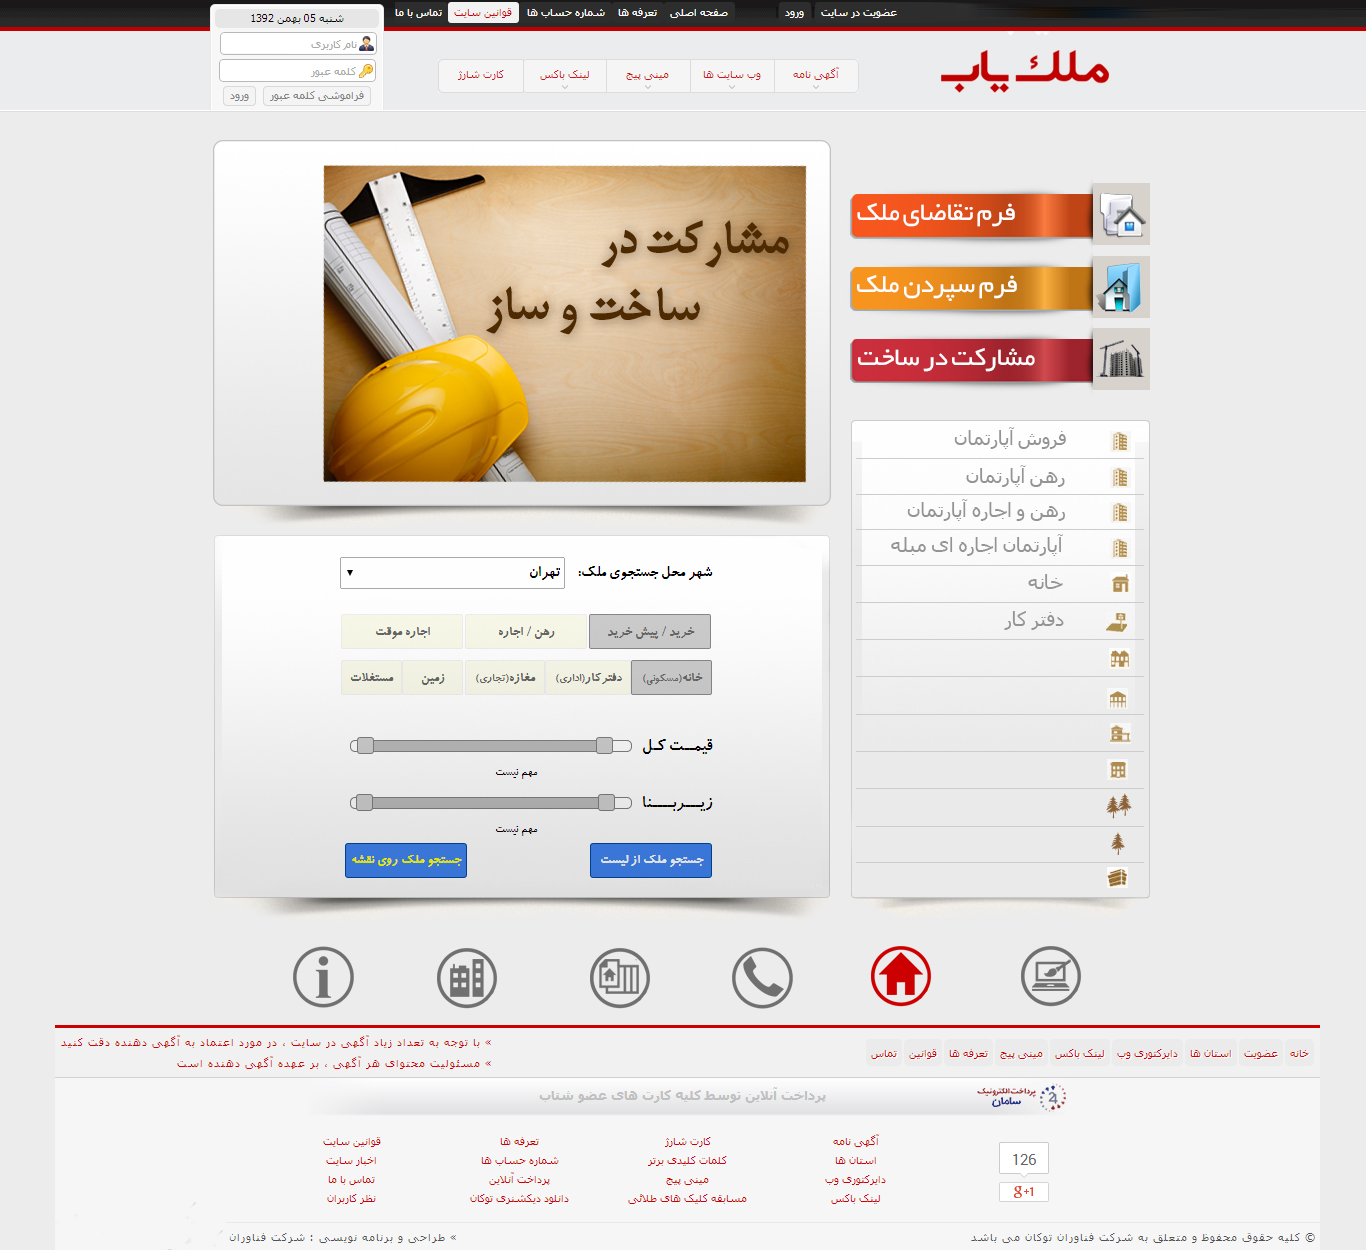 عضویت در سایت
ورود
صفحه اصلی
تعرفه ها
شماره حساب ها
قوانین سایت
تماس با ما
شنبه 05 بهمن 1392
نام کاربری
کلمه عبور
فراموشی کلمه عبور
ورود
ملك یاب
آگهی نامه
وب سایت ها
مینی پیج
لینک باکس
کارت شارژ
فرم تقاضای ملک
فرم سپردن ملک
مشارکت در ساخت
مشارکت در
ساخت و ساز
فروش آپارتمان
رهن آپارتمان
رهن و اجاره آپارتمان
آپارتمان اجاره ای مبله
خانه
دفتر کار
شهر محل جستجوی ملک:
تهران
خرید / پیش خرید
رهن / اجاره
اجاره موقت
خانه(مسکونی)
دفترکار(اداری)
مغازه(تجاری)
زمین
مستغلات
قیمــت کـل
مهم نیست
زیـــربــــنا
مهم نیست
جستجو ملک از لیست
جستجو ملک روی نقشه
خانه
عضویت
استان ها
دایرکتوری وب
لینک باکس
مینی پیج
تعرفه ها
قوانین
تماس
» با توجه به تعداد زیاد آگهی در سایت ، در مورد اعتماد به آگهی دهنده دقت کنید
» مسئولیت محتوای هر آگهی ، بر عهده آگهی دهنده است
24
پرداخت الکترونیک
سامان
پرداخت آنلاین توسط کلیه کارت های عضو شتاب
126
g+1
آگهی نامه
استان ها
دایرکتوری وب
لینک باکس
کارت شارژ
کلمات کلیدی برتر
مینی پیج
مسابقه کلیک های طلائی
تعرفه ها
شماره حساب ها
پرداخت آنلاین
دانلود دیکشنری توکان
قوانین سایت
اخبار سایت
تماس با ما
نظر کاربران
© کلیه حقوق محفوظ و متعلق به شرکت فناوران توکان می باشد
» طراحی و برنامه نویسی : شرکت فناوران